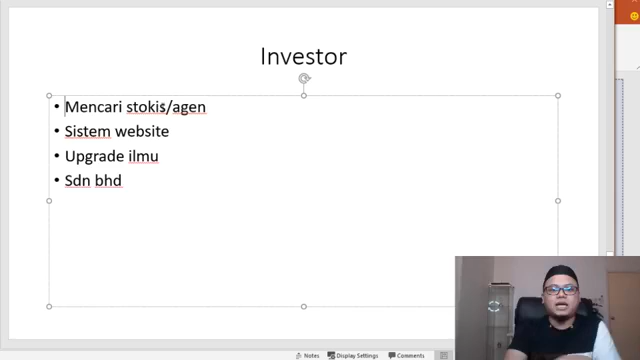 Investor
• Mencari stokis/agen
• Sistem website
• Upgrade ilmu
• Sdn bhd
Notes Display Settings Comments